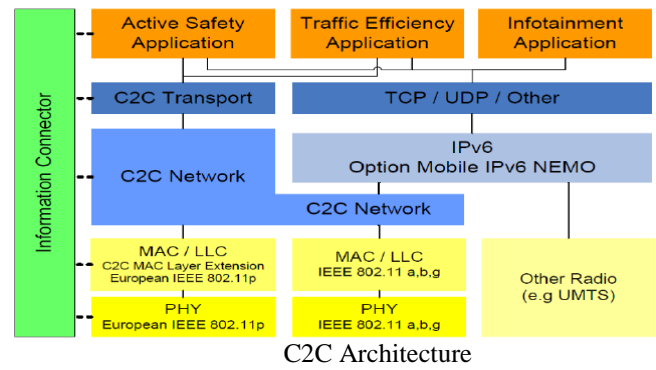 Information Connector
Active Safety
Application
Traffic Efficiency
Application
Infotainment
Application
C2C Transport
TCP / UDP / Other
C2C Network
IPv6
Option Mobile IPv6 NEMO
C2C Network
MAC / LLC
C2C MAC Layer Extension
European IEEE 802.11p
MAC / LLC
IEEE 802.11 a,b,g
Other Radio
(e.g UMTS)
PHY
European IEEE 802.11p
PHY
IEEE 802.11 a,b,g
C2C Architecture